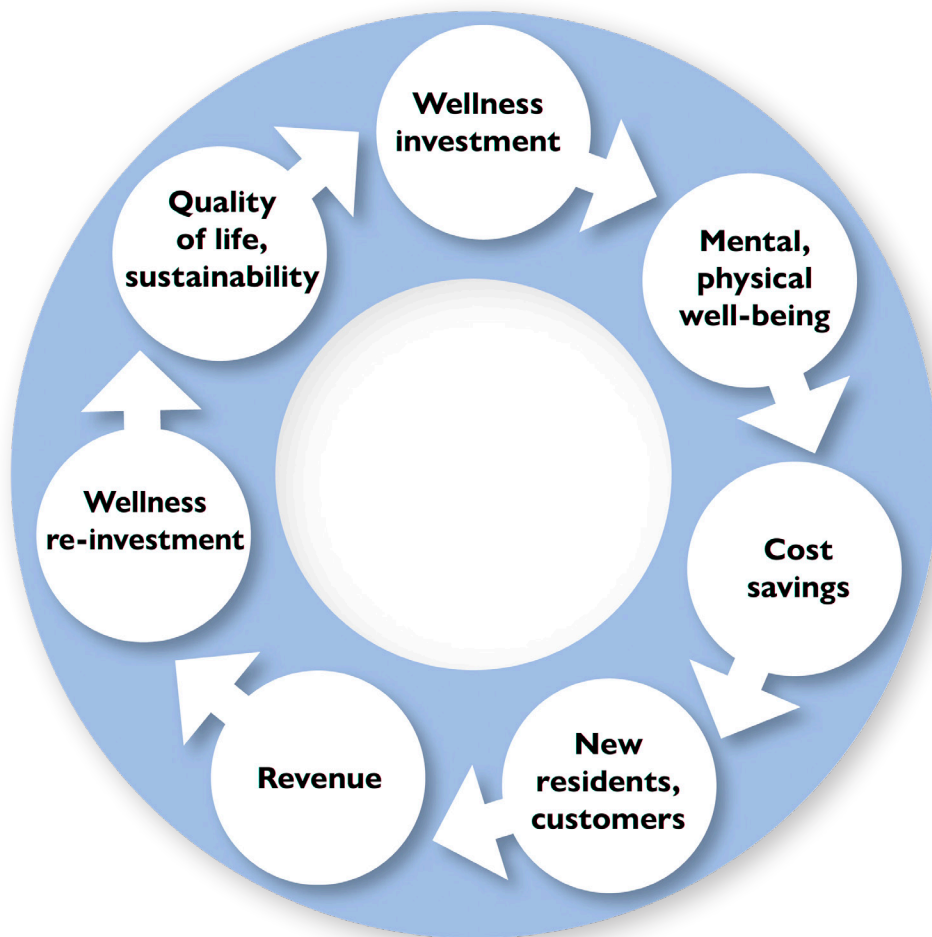 Wellness
investment
Mental,
physical
well-being
Cost
savings
New
residents,
customers
Revenue
Wellness
re-investment
Quality
of life,
sustainability